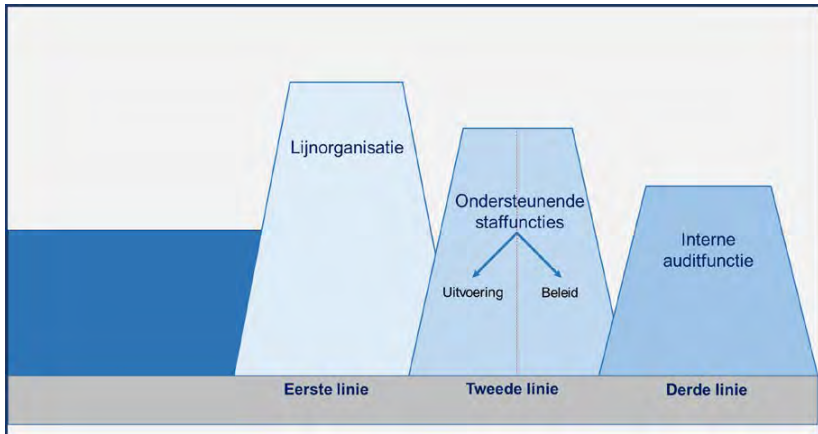 Lijnorganisatie
Ondersteunende
staffuncties
Uitvoering
Beleid
Interne
auditfunctie
Eerste linie
Tweede linie
Derde linie